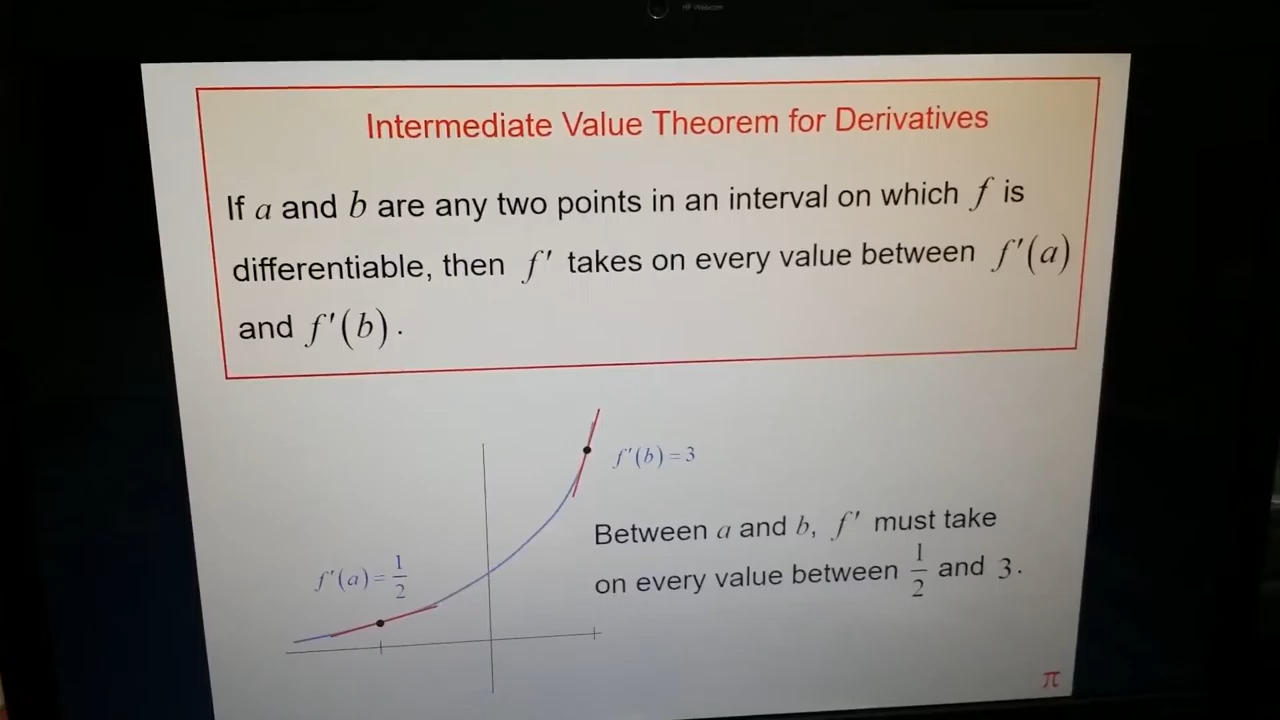 HP Webcam
Intermediate Value Theorem for Derivatives
If a and b are any two points in an interval on which f is
differentiable, then f′ takes on every value between f′(a)
and f′(b).
f′(b) = 3
Between a and b, f′ must take
on every value between 1/2 and 3.
f′(a) = 1/2
π